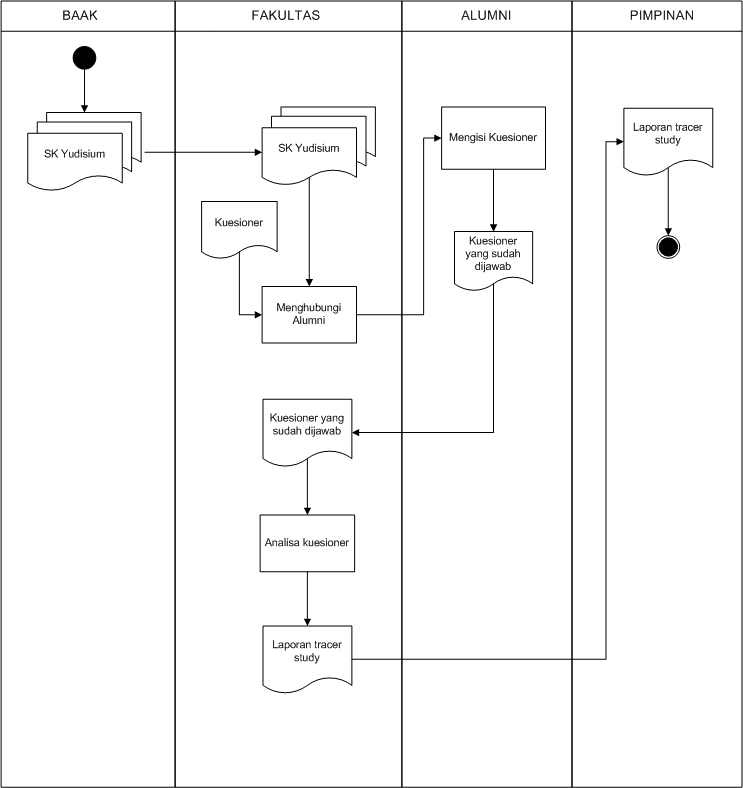 BAAK
FAKULTAS
ALUMNI
PIMPINAN
SK Yudisium
SK Yudisium
Kuesioner
Menghubungi
Alumni
Mengisi Kuesioner
Kuesioner
yang sudah
dijawab
Kuesioner yang
sudah dijawab
Analisa kuesioner
Laporan tracer
study
Laporan tracer
study